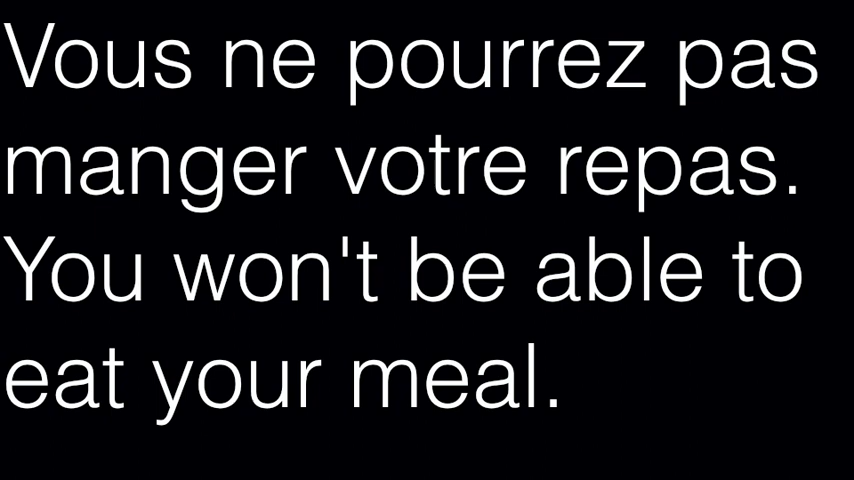 Vous ne pourrez pas
manger votre repas.
You won't be able to
eat your meal.